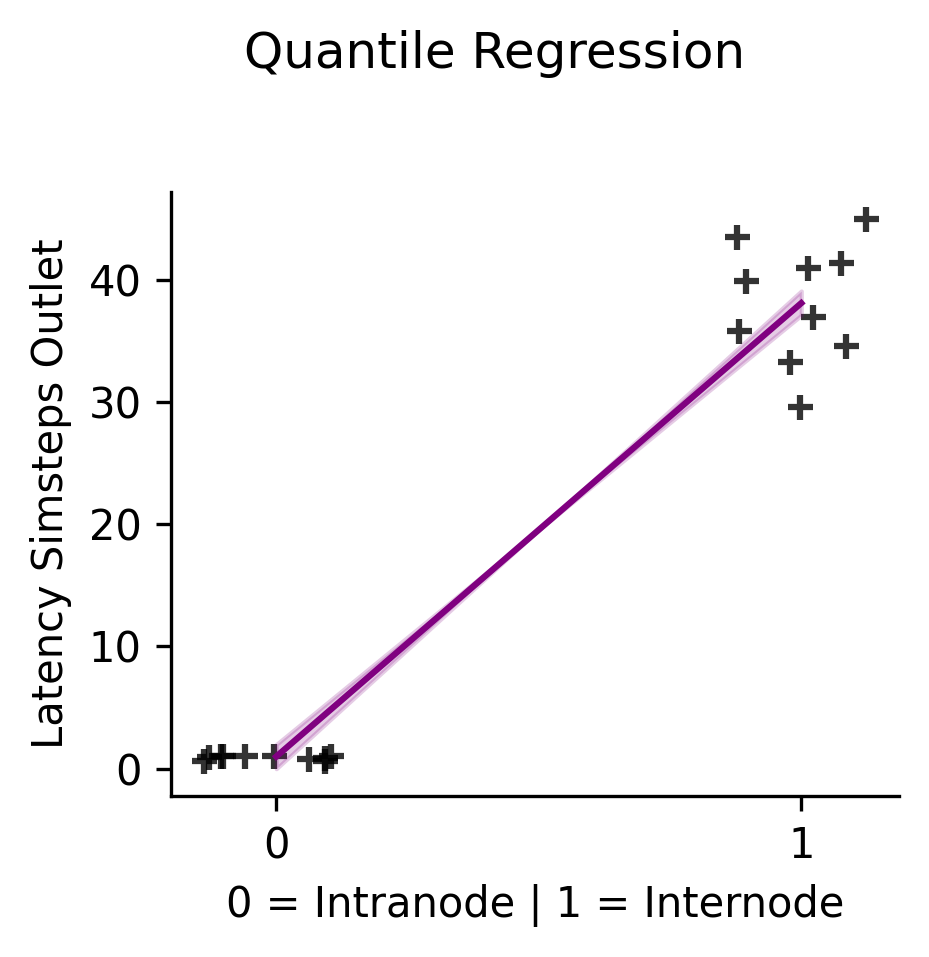 Quantile Regression
Latency Simsteps Outlet
40
30
20
10
0
0 1
0 = Intranode | 1 = Internode